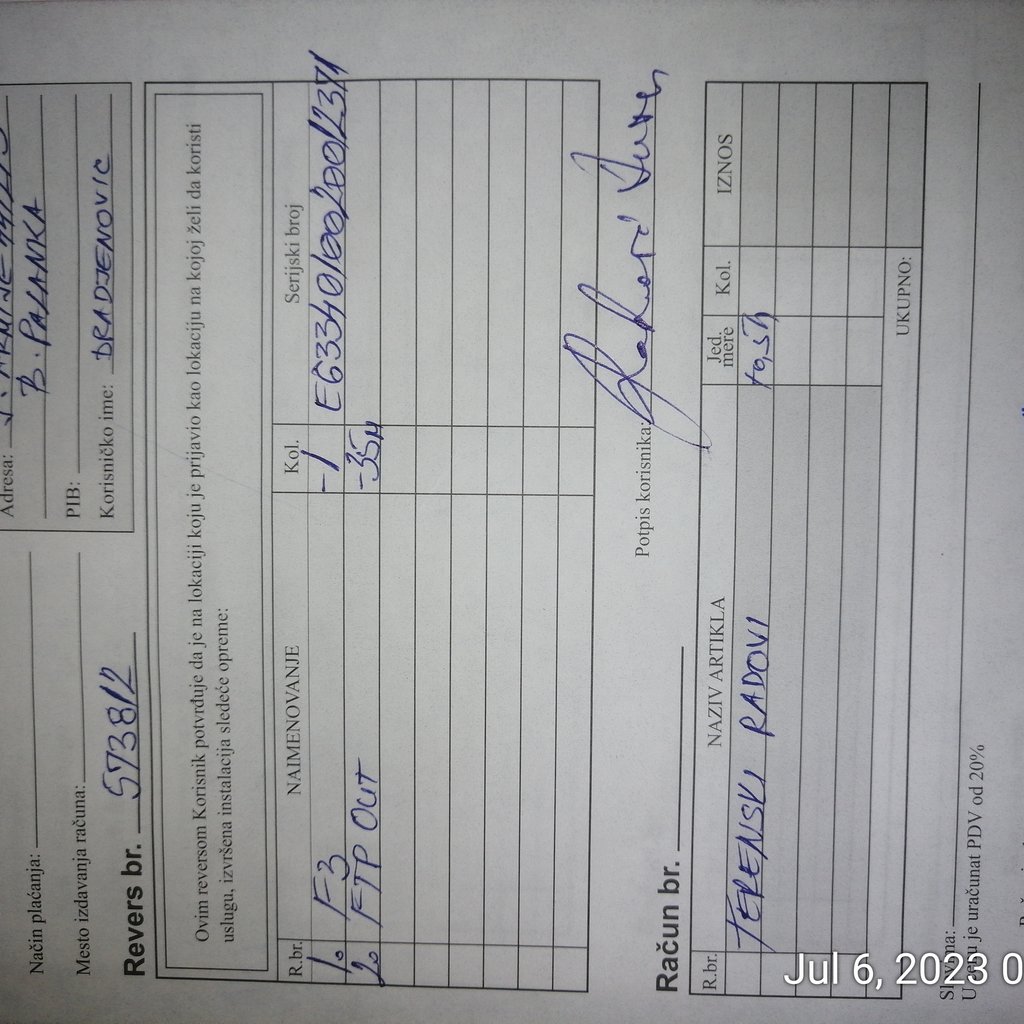 Adresa:
B. PALANKA
PIB:
Korisničko ime: DRADJENOVIC
Način plaćanja:
Mesto izdavanja računa:
Revers br. 5738/2
Ovim reversom Korisnik potvrđuje da je na lokaciji koju je prijavio kao lokaciju na kojoj želi da koristi
uslugu, izvršena instalacija sledeće opreme:
R.br. NAIMENOVANJE Kol. Serijski broj
1. F3 -1
2. FTP OUT -35m
Potpis korisnika:
Račun br.
R.br. NAZIV ARTIKLA Jed. mere Kol. IZNOS
TERENSKI RADOVI
UKUPNO:
U cenu je uračunat PDV od 20%
Jul 6, 2023 0